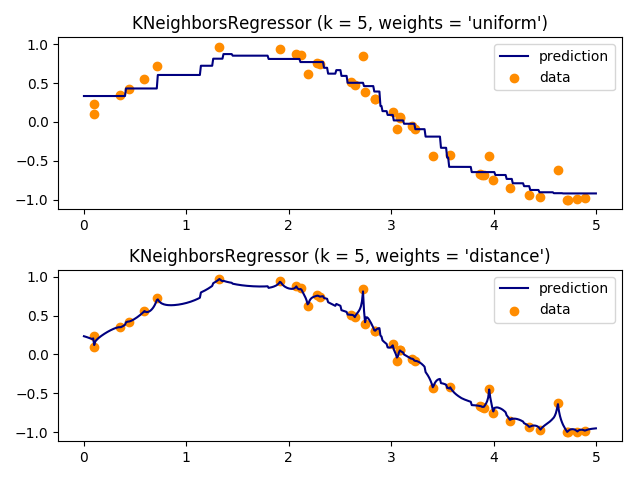 KNeighborsRegressor (k = 5, weights = 'uniform')
1.0
0.5
0.0
−0.5
−1.0
prediction
data
0 1 2 3 4 5
KNeighborsRegressor (k = 5, weights = 'distance')
1.0
0.5
0.0
−0.5
−1.0
prediction
data
0 1 2 3 4 5